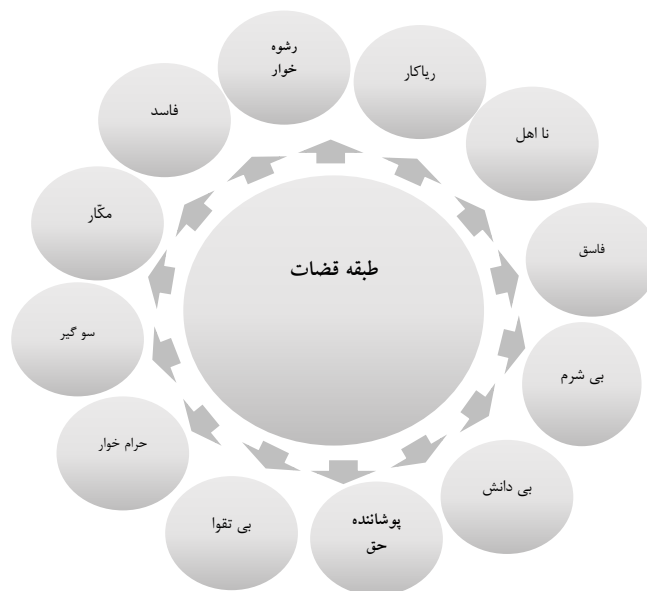 طبقه قضات
رشوه
خوار
ریاکار
نا اهل
فاسق
بی شرم
بی دانش
پوشاننده
حق
بی تقوا
حرام خوار
سو گیر
مکّار
فاسد